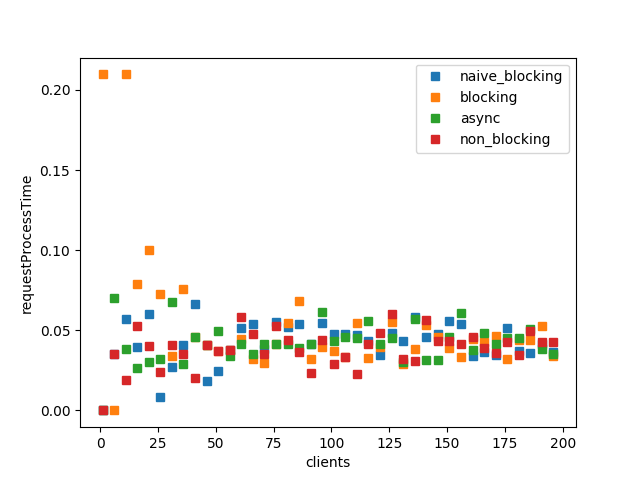 naive_blocking
blocking
async
non_blocking
requestProcessTime
0.20
0.15
0.10
0.05
0.00
0 25 50 75 100 125 150 175 200
clients